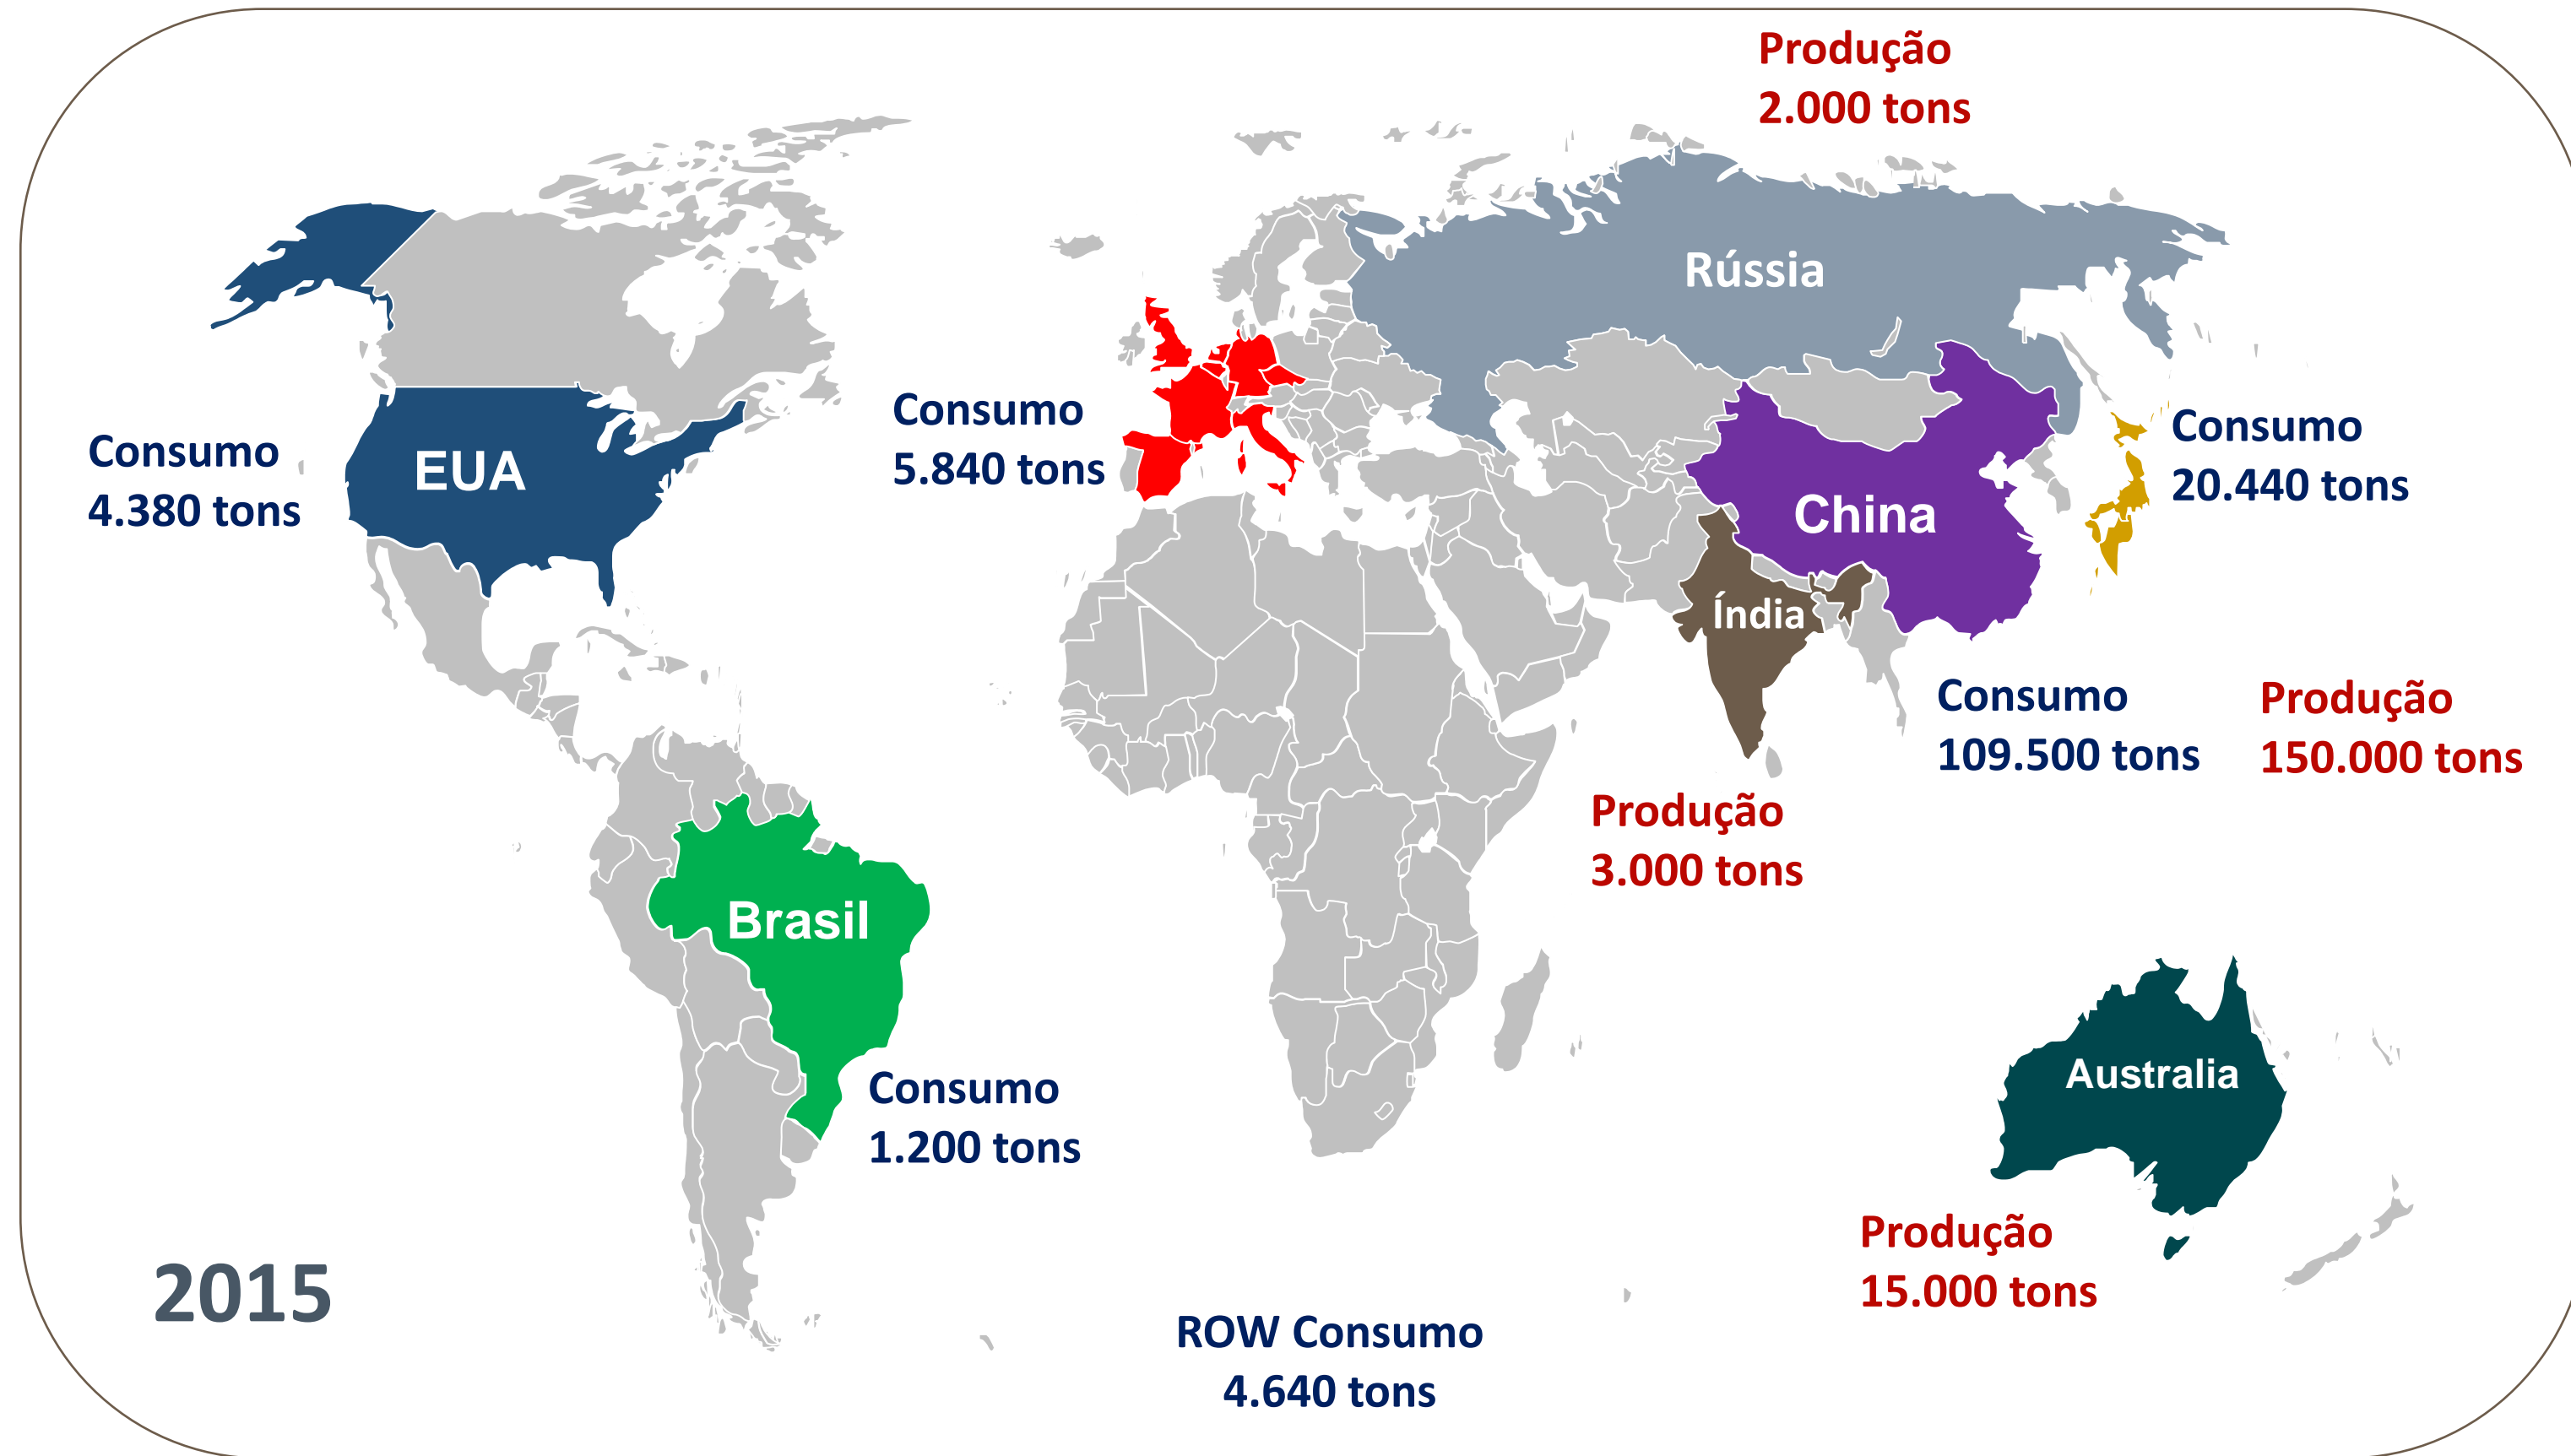 Produção
2.000 tons
Rússia
Consumo
4.380 tons
EUA
Consumo
5.840 tons
Consumo
20.440 tons
China
Índia
Consumo
109.500 tons
Produção
150.000 tons
Produção
3.000 tons
Brasil
Consumo
1.200 tons
Australia
Produção
15.000 tons
2015
ROW Consumo
4.640 tons